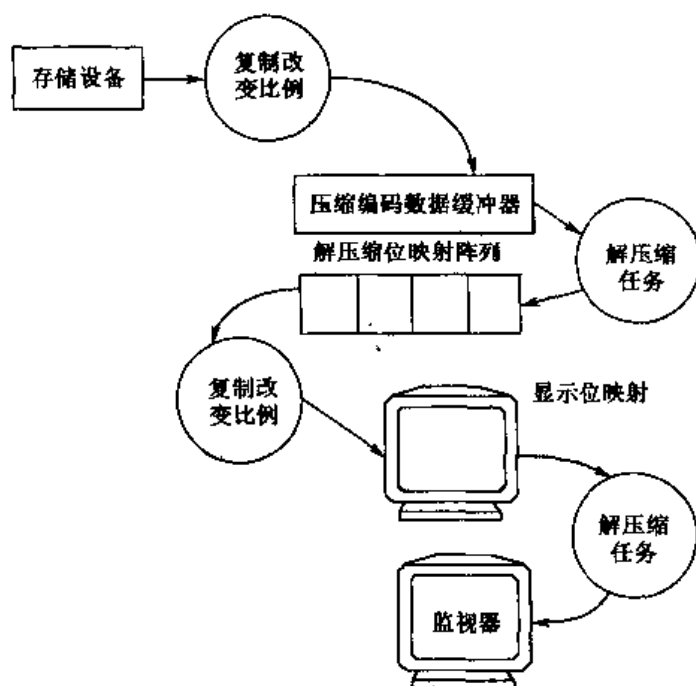 存储设备
复制改
变比例
压缩编码数据缓冲器
解压缩位映射阵列
解压缩
任务
复制改
变比例
显示位映射
解压缩
任务
监视器